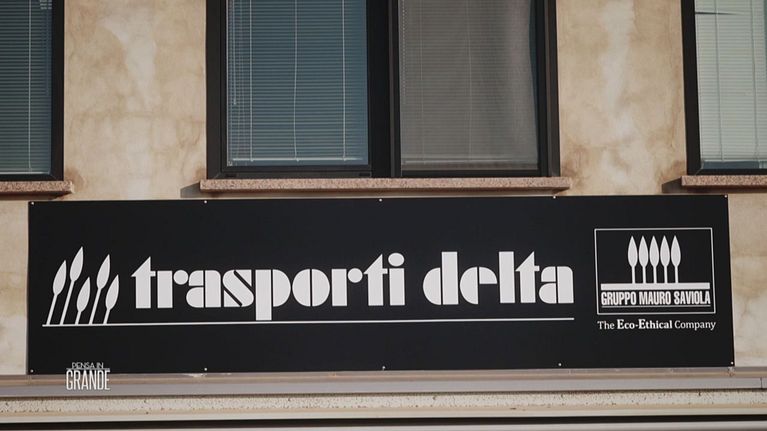 trasporti delta
GRUPPO MAURO SAVIOLA
The Eco-Ethical Company
PENSA IN
GRANDE